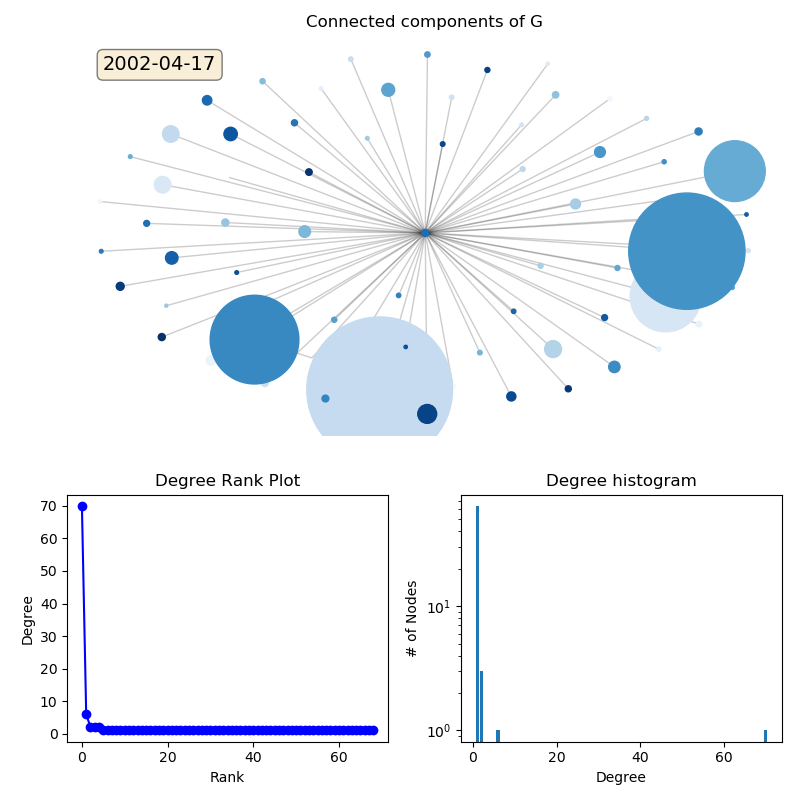 Connected components of G
2002-04-17
Degree Rank Plot
Degree
70
60
50
40
30
20
10
0
0 20 40 60
Rank
Degree histogram
# of Nodes
10¹
10⁰
0 20 40 60
Degree